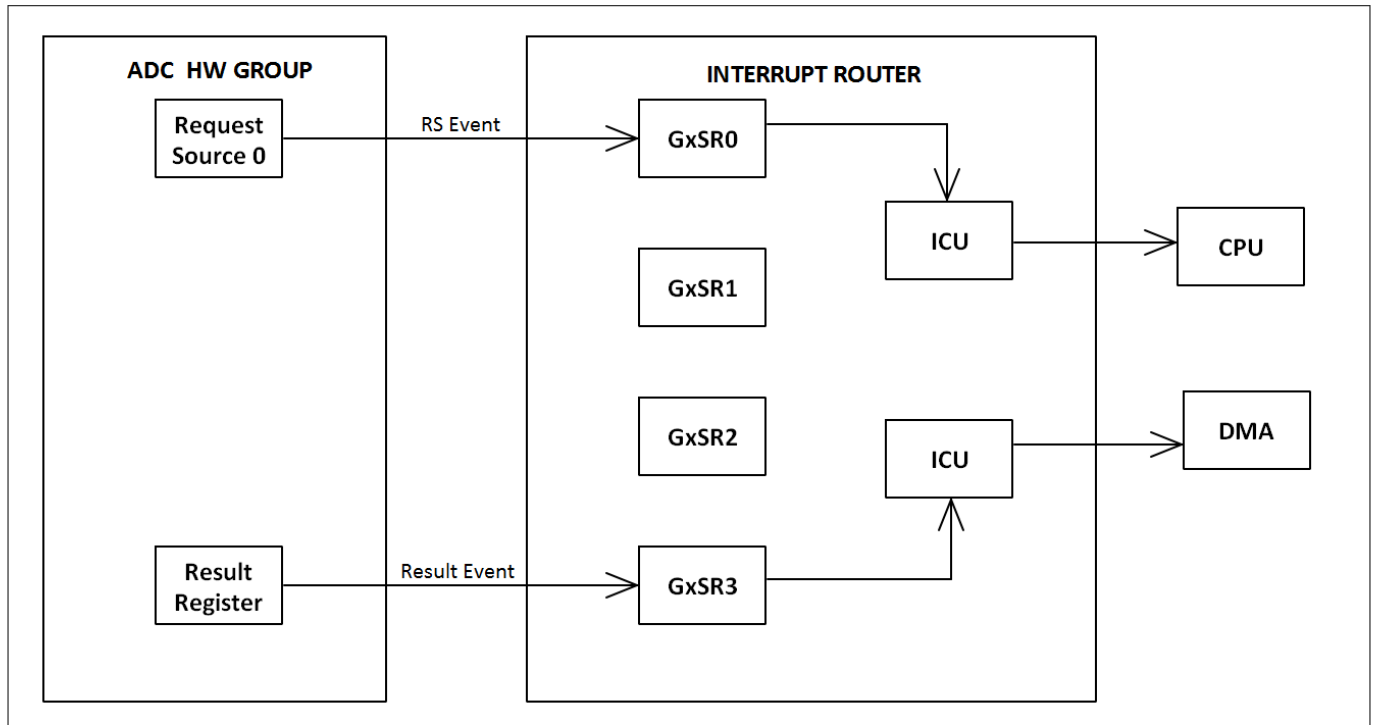 ADC HW GROUP
INTERRUPT ROUTER
Request
Source 0
RS Event
GxSR0
ICU
CPU
GxSR1
GxSR2
ICU
DMA
Result
Register
Result Event
GxSR3